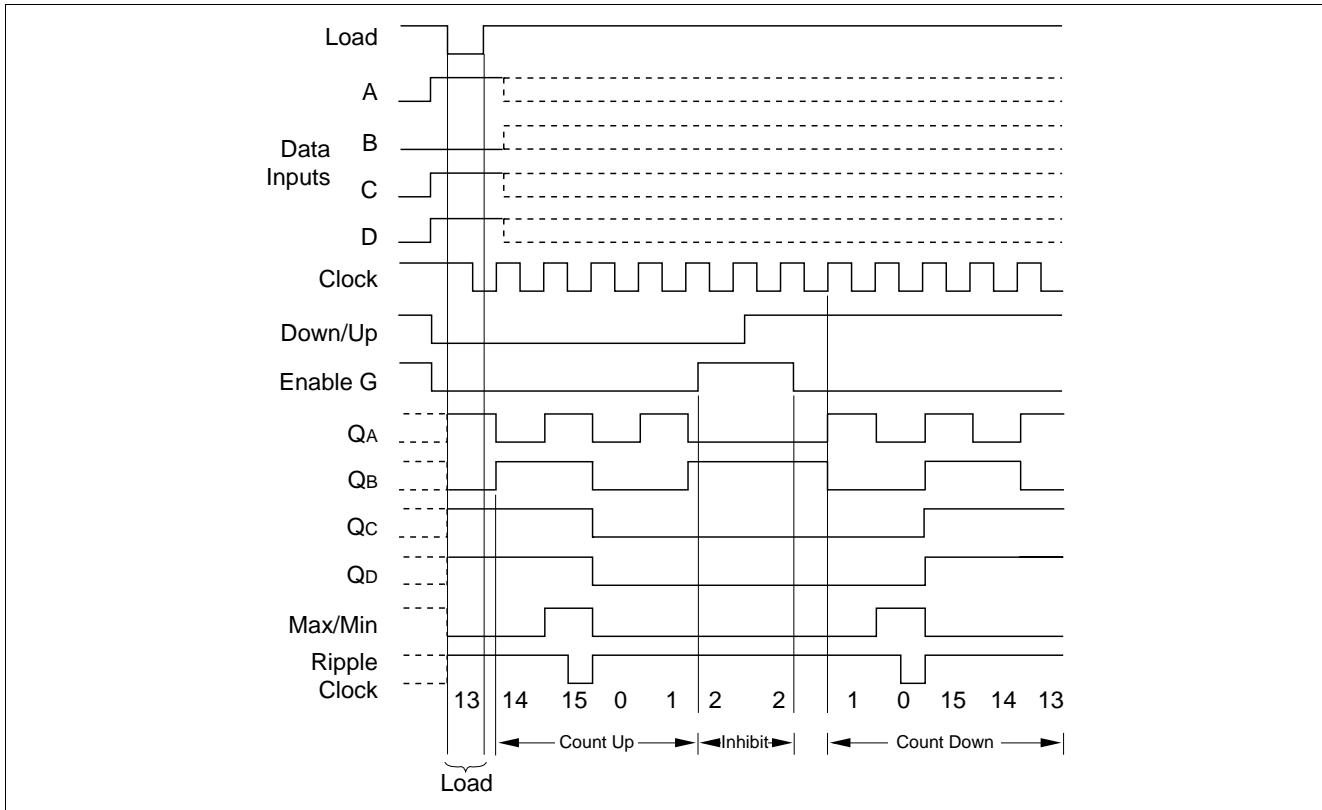 Load
A
B
Data
Inputs
C
D
Clock
Down/Up
Enable G
QA
QB
QC
QD
Max/Min
Ripple
Clock
13 14 15 0 1 2 2 1 0 15 14 13
Count Up Inhibit Count Down
Load